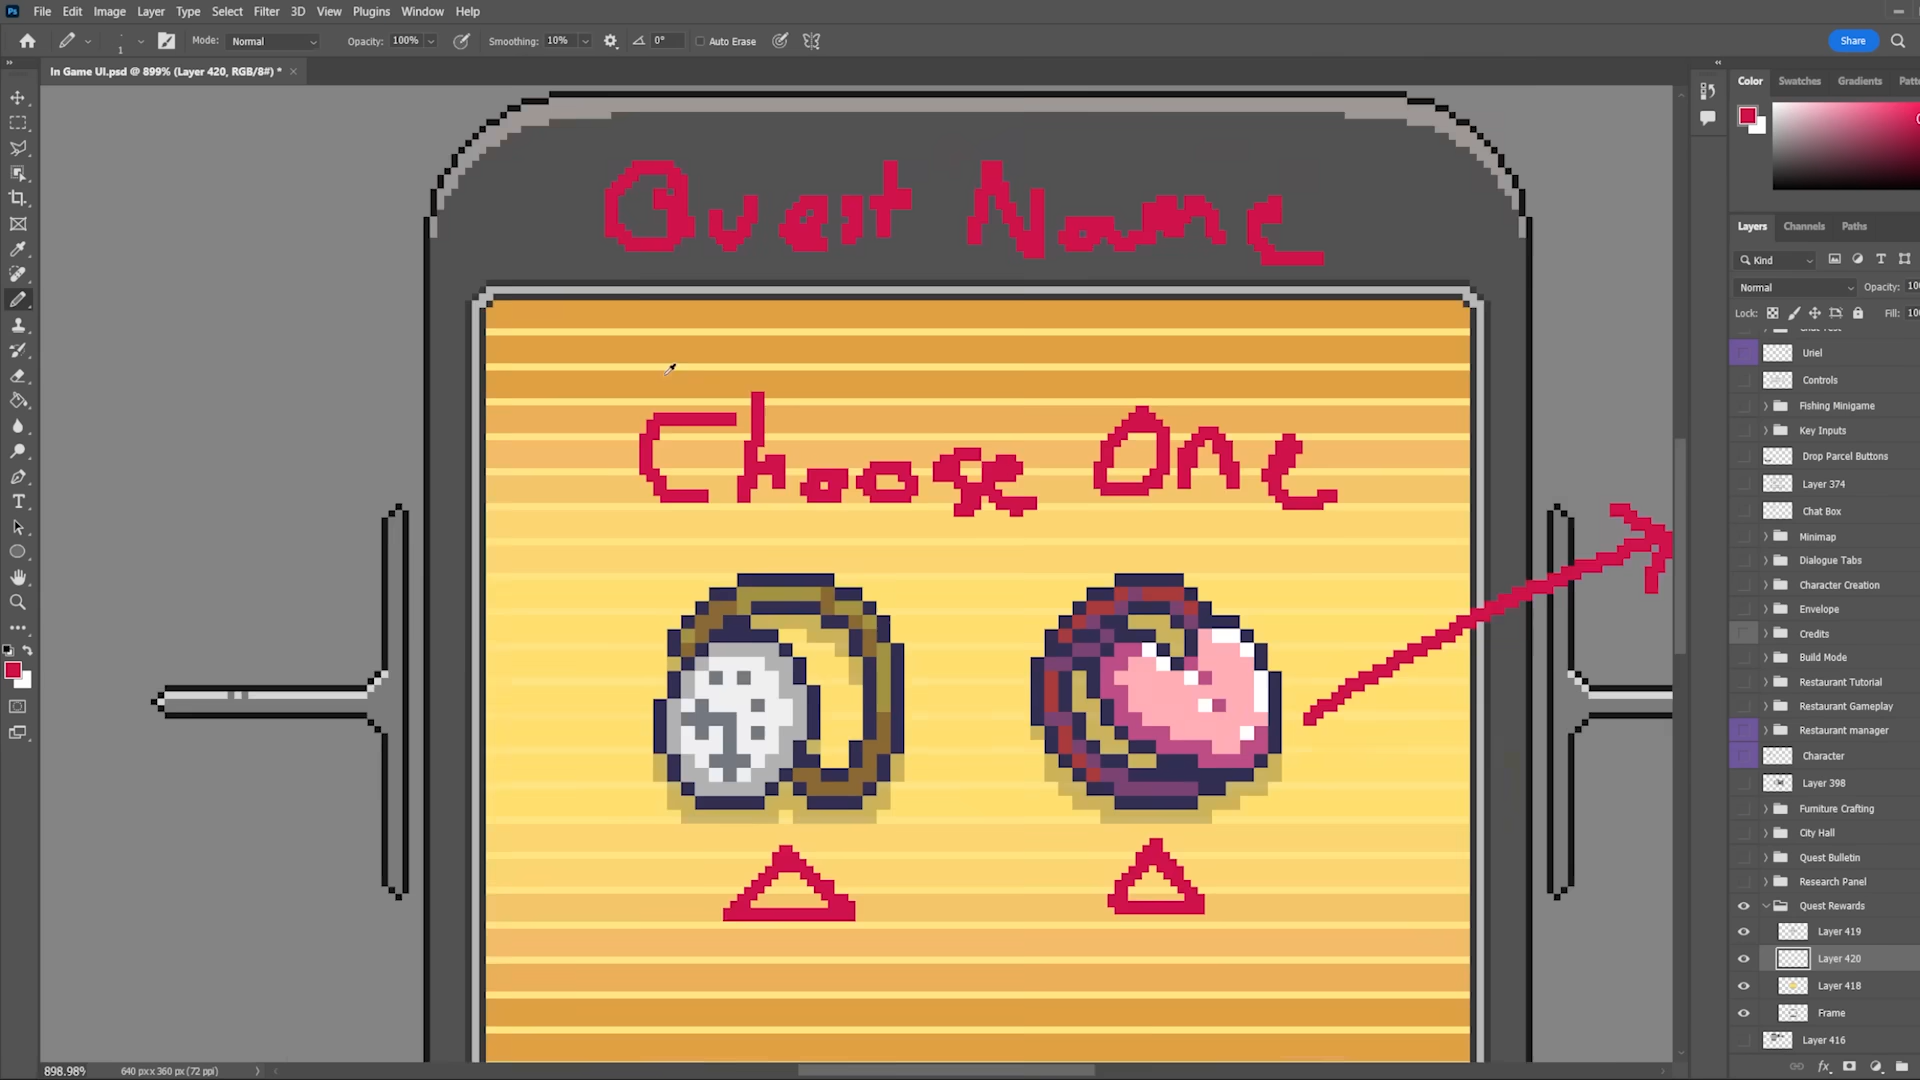 Ps File Edit Image Layer Type Select Filter 3D View Plugins Window Help
1 Mode: Normal Opacity: 100% Smoothing: 10% 0° Auto Erase Share
In Game UI.psd @ 899% (Layer 420, RGB/8#) * ×
Color Swatches Gradients
Quest Name
Choose One
Layers Channels Paths
Kind
Normal Opacity:
Lock: Fill:
Uriel
Controls
Fishing Minigame
Key Inputs
Drop Parcel Buttons
Layer 374
Chat Box
Minimap
Dialogue Tabs
Character Creation
Envelope
Credits
Build Mode
Restaurant Tutorial
Restaurant Gameplay
Restaurant manager
Character
Layer 398
Furniture Crafting
City Hall
Quest Bulletin
Research Panel
Quest Rewards
Layer 419
Layer 420
Layer 418
Frame
Layer 416
fx
898.98% 640 px x 360 px (72 ppi)